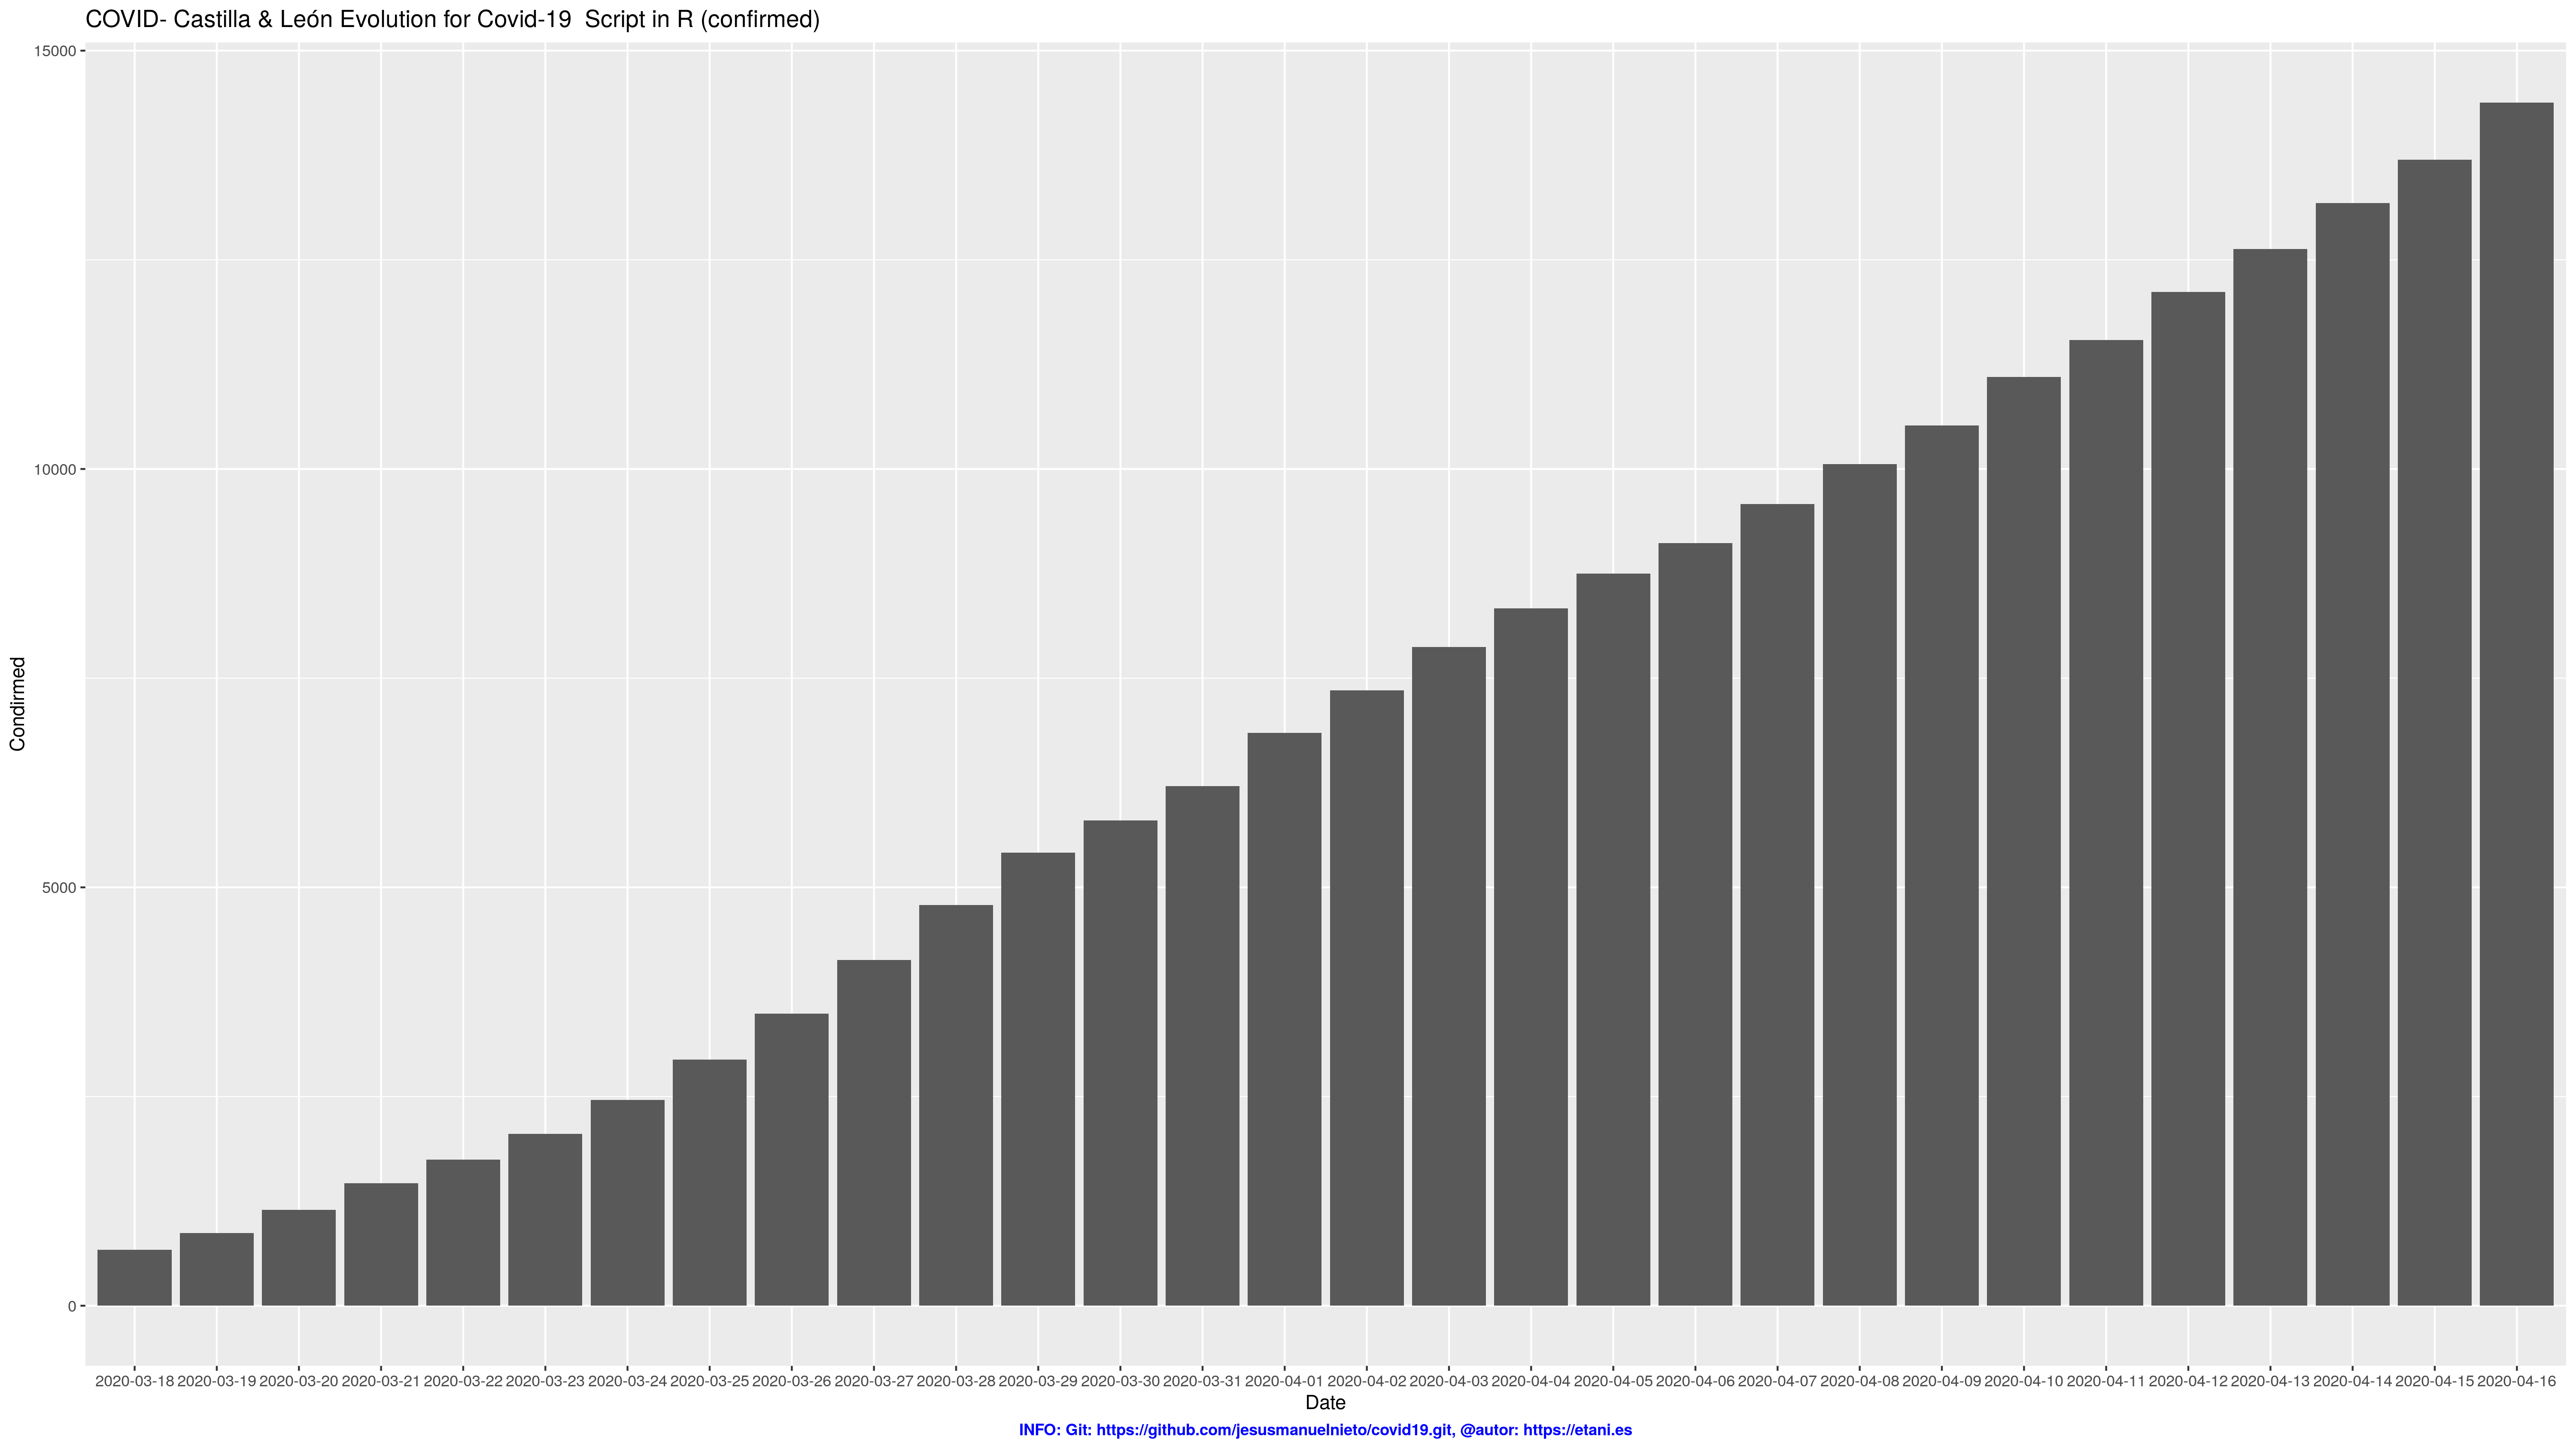 COVID- Castilla & León Evolution for Covid-19  Script in R (confirmed)
15000
10000
5000
0
Condirmed
2020-03-18 2020-03-19 2020-03-20 2020-03-21 2020-03-22 2020-03-23 2020-03-24 2020-03-25 2020-03-26 2020-03-27 2020-03-28 2020-03-29 2020-03-30 2020-03-31 2020-04-01 2020-04-02 2020-04-03 2020-04-04 2020-04-05 2020-04-06 2020-04-07 2020-04-08 2020-04-09 2020-04-10 2020-04-11 2020-04-12 2020-04-13 2020-04-14 2020-04-15 2020-04-16
Date
INFO: Git: https://github.com/jesusmanuelnieto/covid19.git, @autor: https://etani.es